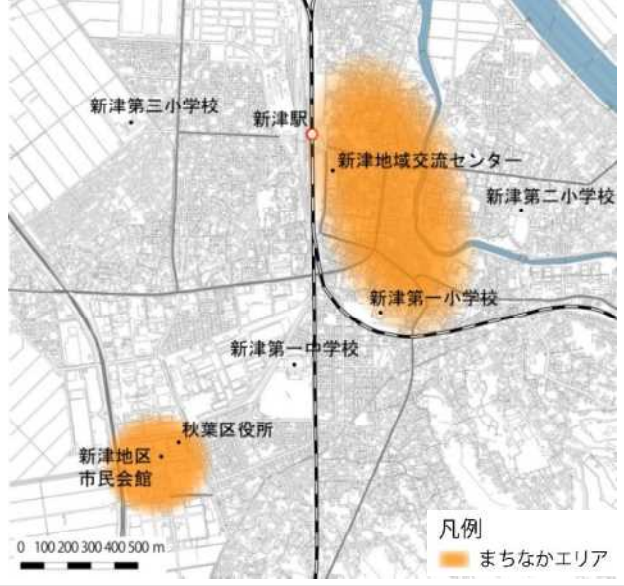 新津第三小学校
新津駅
新津地域交流センター
新津第二小学校
新津第一小学校
新津第一中学校
秋葉区役所
新津地区
市民会館
0 100 200 300 400 500 m
凡例
まちなかエリア